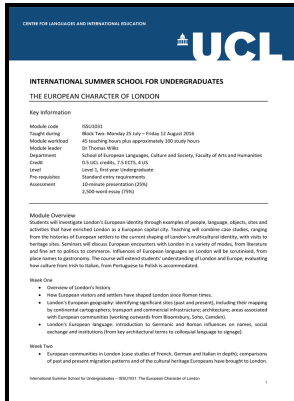 CENTRE FOR LANGUAGES AND INTERNATIONAL EDUCATION
UCL
INTERNATIONAL SUMMER SCHOOL FOR UNDERGRADUATES
THE EUROPEAN CHARACTER OF LONDON
Key Information
Module code ISSU1031
Taught during Block Two: Monday 25 July – Friday 12 August 2016
Module workload 45 teaching hours plus approximately 100 study hours
Module leader Dr Thomas Wilks
Department School of European Languages, Culture and Society, Faculty of Arts and Humanities
Credit 0.5 UCL credits, 7.5 ECTS, 4 US
Level Level 1, first year Undergraduate
Pre-requisites Standard entry requirements
Assessment 10-minute presentation (25%)
2,500-word essay (75%)
Module Overview
Students will investigate London's European identity through examples of people, language, objects, sites and
activities that have enriched London as a European capital city. Teaching will combine case studies, ranging
from the histories of European settlers to the current shaping of London's multicultural identity, with visits to
heritage sites. Seminars will discuss European encounters with London in a variety of modes, from literature
and fine art to politics to commerce. Influences of European languages on London will be scrutinised, from
place names to gastronomy. The course will extend students' understanding of London and Europe, evaluating
how culture from Irish to Italian, from Portuguese to Polish is accommodated.
Week One
• Overview of London's history
• How European visitors and settlers have shaped London since Roman times.
• London's European geography: identifying significant sites (past and present), including their mapping
by continental cartographers; transport and commercial infrastructure; architecture; areas associated
with European communities (working outwards from Bloomsbury, Soho, Camden).
• London's European language: introduction to Germanic and Roman influences on names, social
exchange and institutions (from key architectural terms to colloquial language to signage).
Week Two
• European communities in London (case studies of French, German and Italian in depth); comparisons
of past and present migration patterns and of the cultural heritage Europeans have brought to London.
International Summer School for Undergraduates – ISSU1031: The European Character of London
1